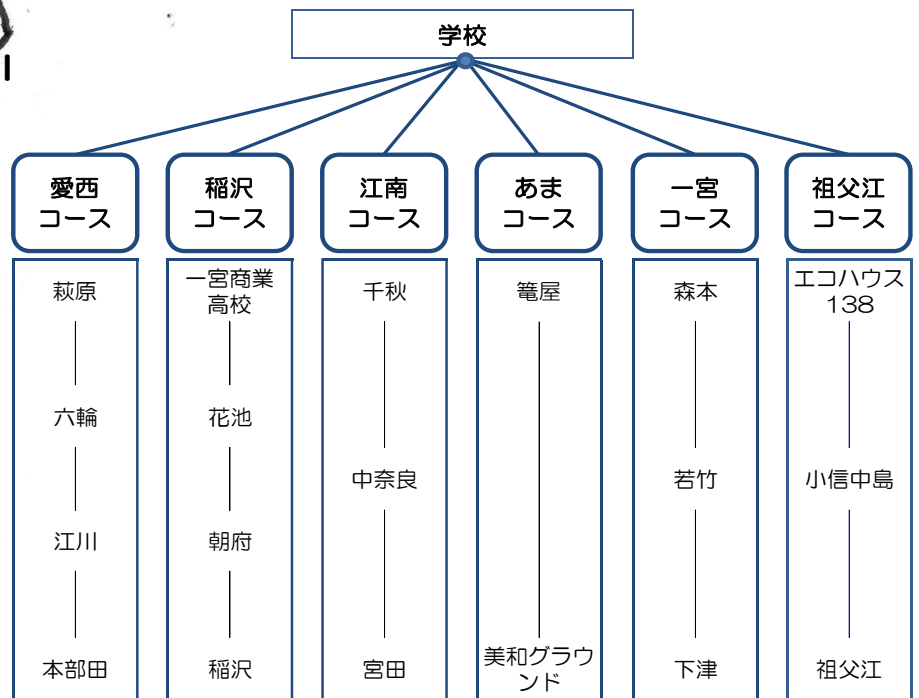 学校
愛西
コース
萩原
六輪
江川
本部田
稲沢
コース
一宮商業
高校
花池
朝府
稲沢
江南
コース
千秋
中奈良
宮田
あま
コース
篭屋
美和グラウ
ンド
一宮
コース
森本
若竹
下津
祖父江
コース
エコハウス
138
小信中島
祖父江